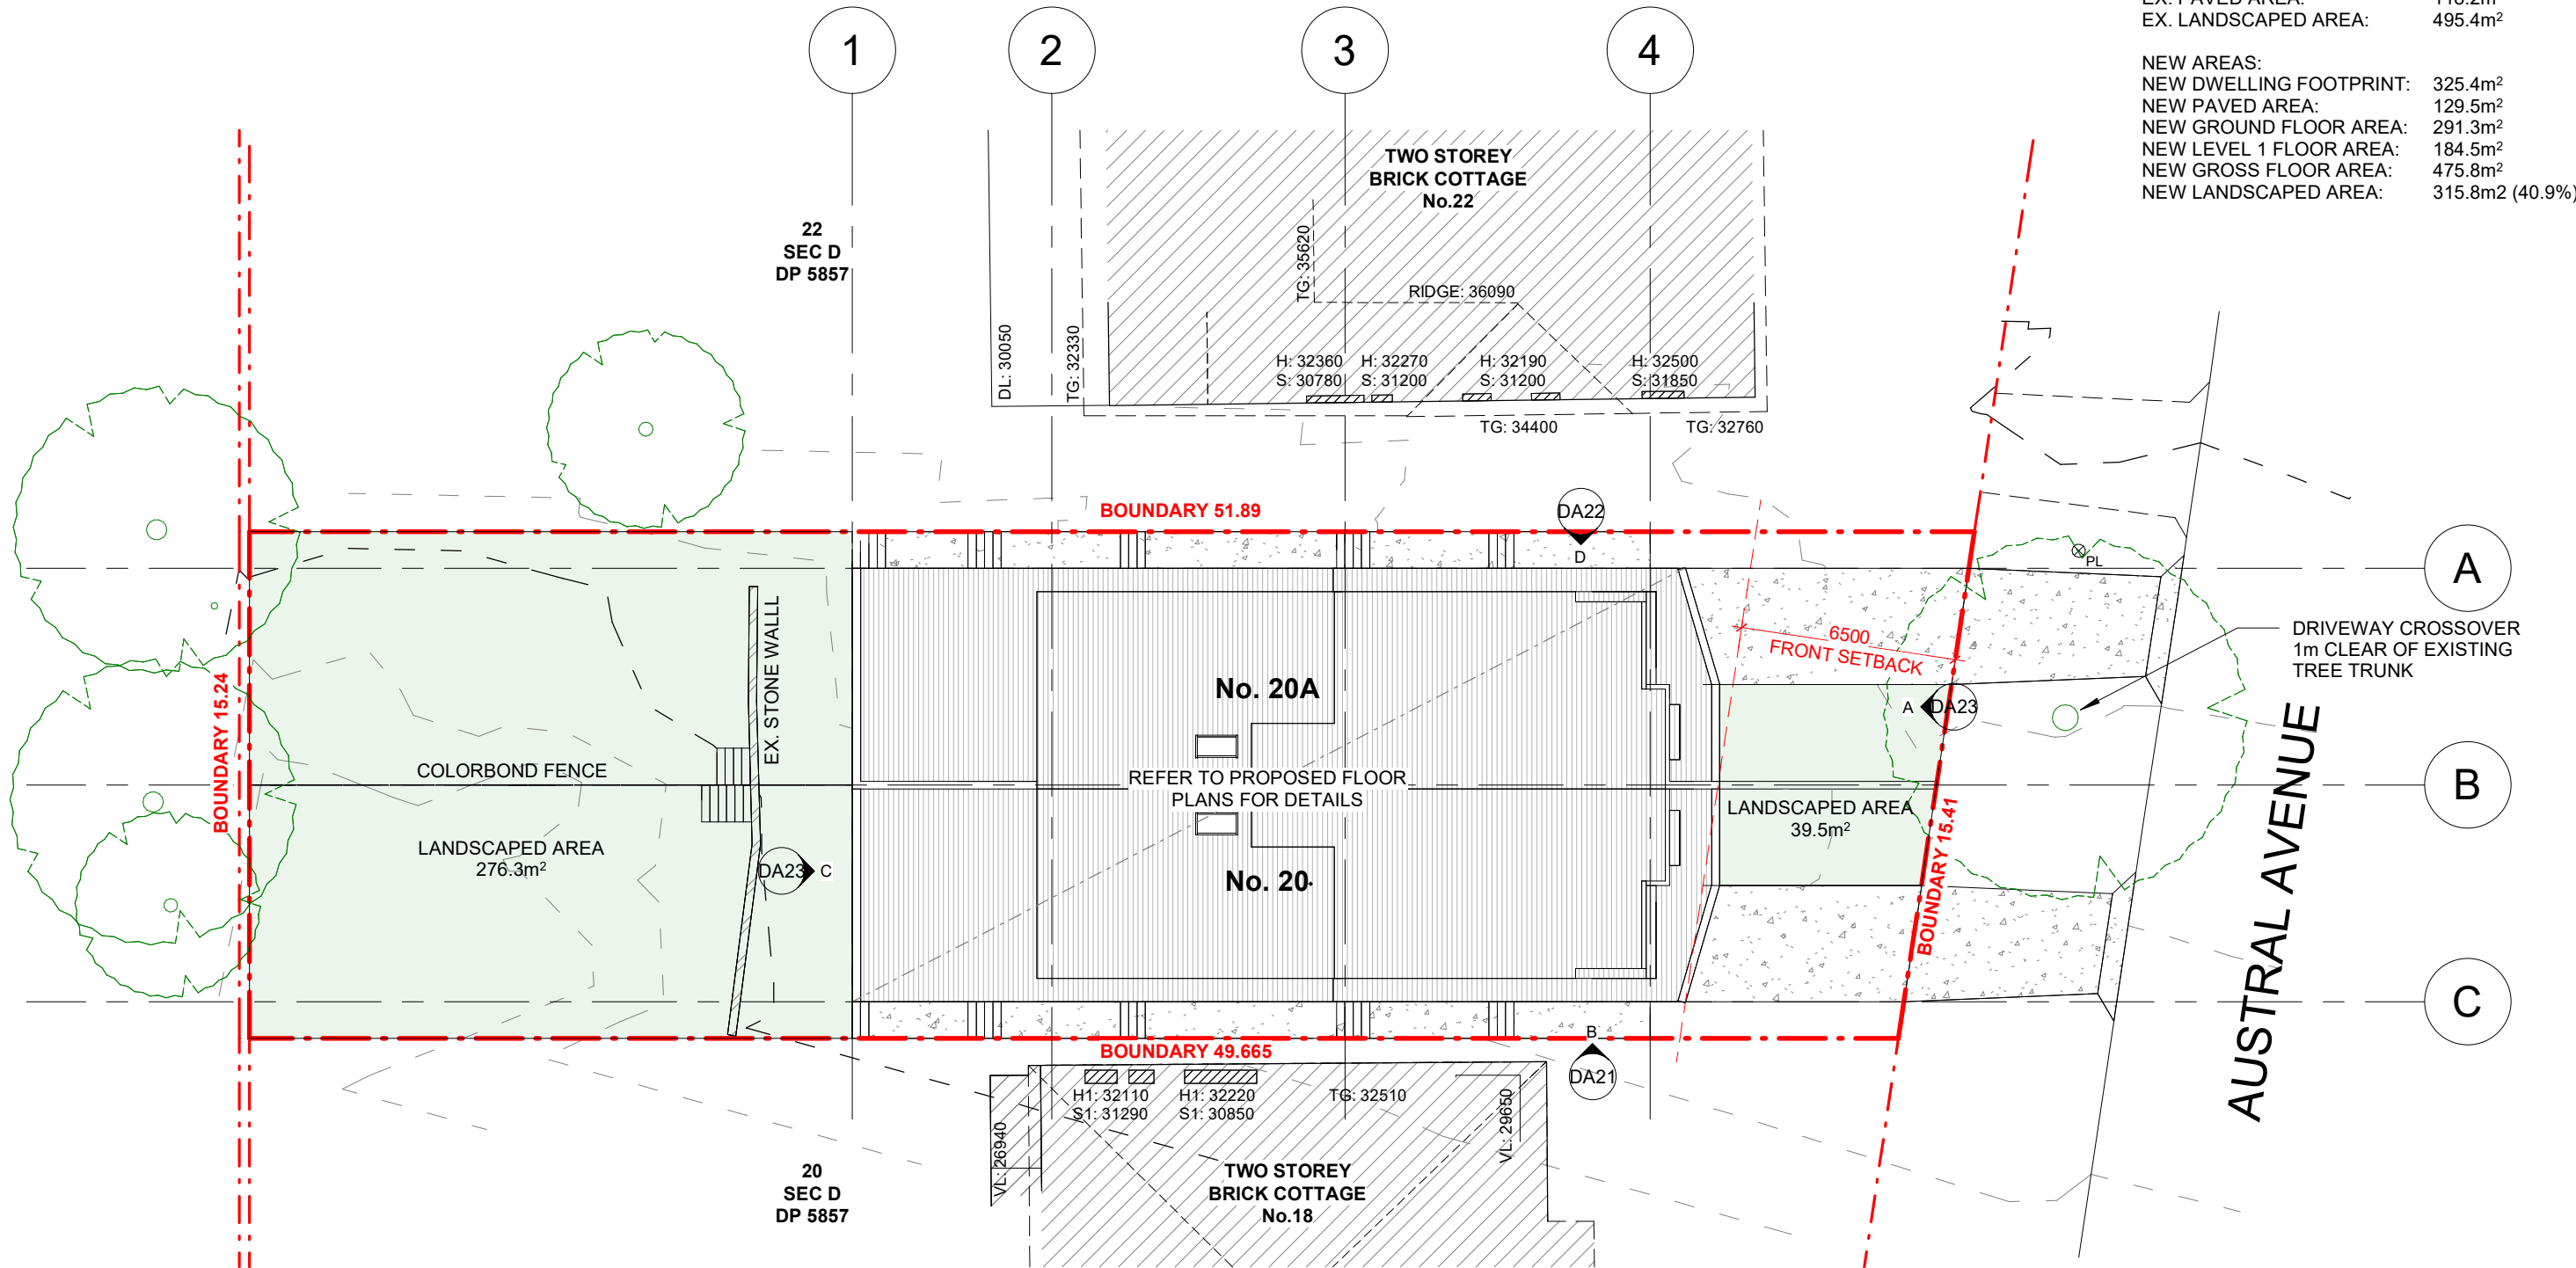 EX. LANDSCAPED AREA: 495.4m²
NEW AREAS:
NEW DWELLING FOOTPRINT: 325.4m²
NEW PAVED AREA: 129.5m²
NEW GROUND FLOOR AREA: 291.3m²
NEW LEVEL 1 FLOOR AREA: 184.5m²
NEW GROSS FLOOR AREA: 475.8m²
NEW LANDSCAPED AREA: 315.8m2 (40.9%)
1
2
3
4
TWO STOREY
BRICK COTTAGE
No.22
22
SEC D
DP 5857
TG: 35620
RIDGE: 36090
DL: 30050
TG: 32330
H: 32360
S: 30780
H: 32270
S: 31200
H: 32190
S: 31200
H: 32500
S: 31850
TG: 34400
TG: 32760
BOUNDARY 51.89
DA22
D
PL
A
DRIVEWAY CROSSOVER
1m CLEAR OF EXISTING
TREE TRUNK
6500
FRONT SETBACK
EX. STONE WALL
No. 20A
A
DA23
BOUNDARY 15.24
COLORBOND FENCE
REFER TO PROPOSED FLOOR
PLANS FOR DETAILS
B
LANDSCAPED AREA
39.5m²
LANDSCAPED AREA
276.3m²
DA23
C
No. 20
BOUNDARY 15.41
AUSTRAL AVENUE
C
BOUNDARY 49.665
B
DA21
H1: 32110
S1: 31290
H1: 32220
S1: 30850
TG: 32510
VL: 26940
VL: 29650
20
SEC D
DP 5857
TWO STOREY
BRICK COTTAGE
No.18